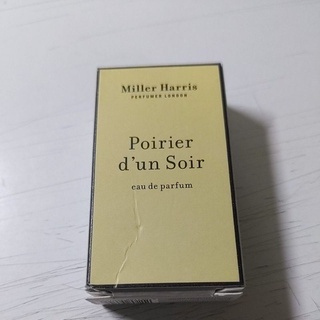 Miller Harris
PERFUMER LONDON
Poirier
d'un Soir
eau de parfum